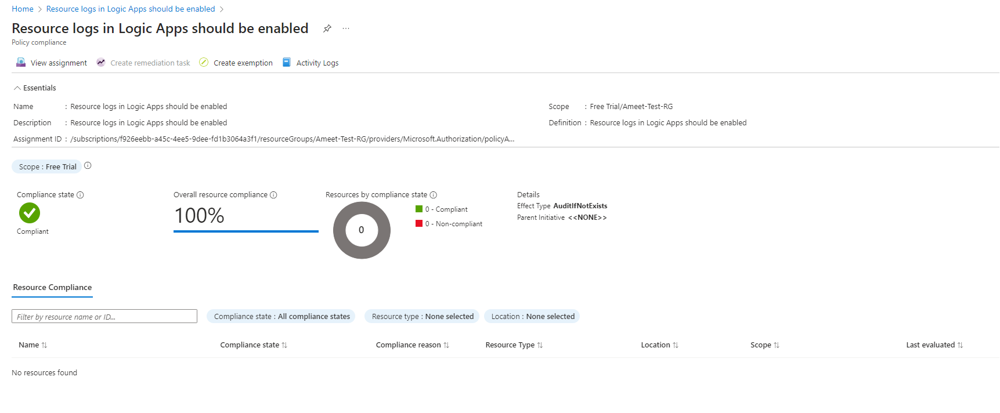 Home > Resource logs in Logic Apps should be enabled >
Resource logs in Logic Apps should be enabled ...
Policy compliance
View assignment Create remediation task Create exemption Activity Logs
Essentials
Name : Resource logs in Logic Apps should be enabled Scope : Free Trial/Ameet-Test-RG
Description : Resource logs in Logic Apps should be enabled Definition : Resource logs in Logic Apps should be enabled
Assignment ID : /subscriptions/f926eebb-a45c-4ee5-9dee-fd1b3064a3f1/resourceGroups/Ameet-Test-RG/providers/Microsoft.Authorization/policyA...
Scope : Free Trial
Compliance state Overall resource compliance Resources by compliance state Details
Effect Type AuditIfNotExists
100% 0 - Compliant
Parent Initiative <<NONE>>
0 - Non-compliant
0
Compliant
Resource Compliance
Filter by resource name or ID... Compliance state : All compliance states Resource type : None selected Location : None selected
Name Compliance state Compliance reason Resource Type Location Scope Last evaluated
No resources found